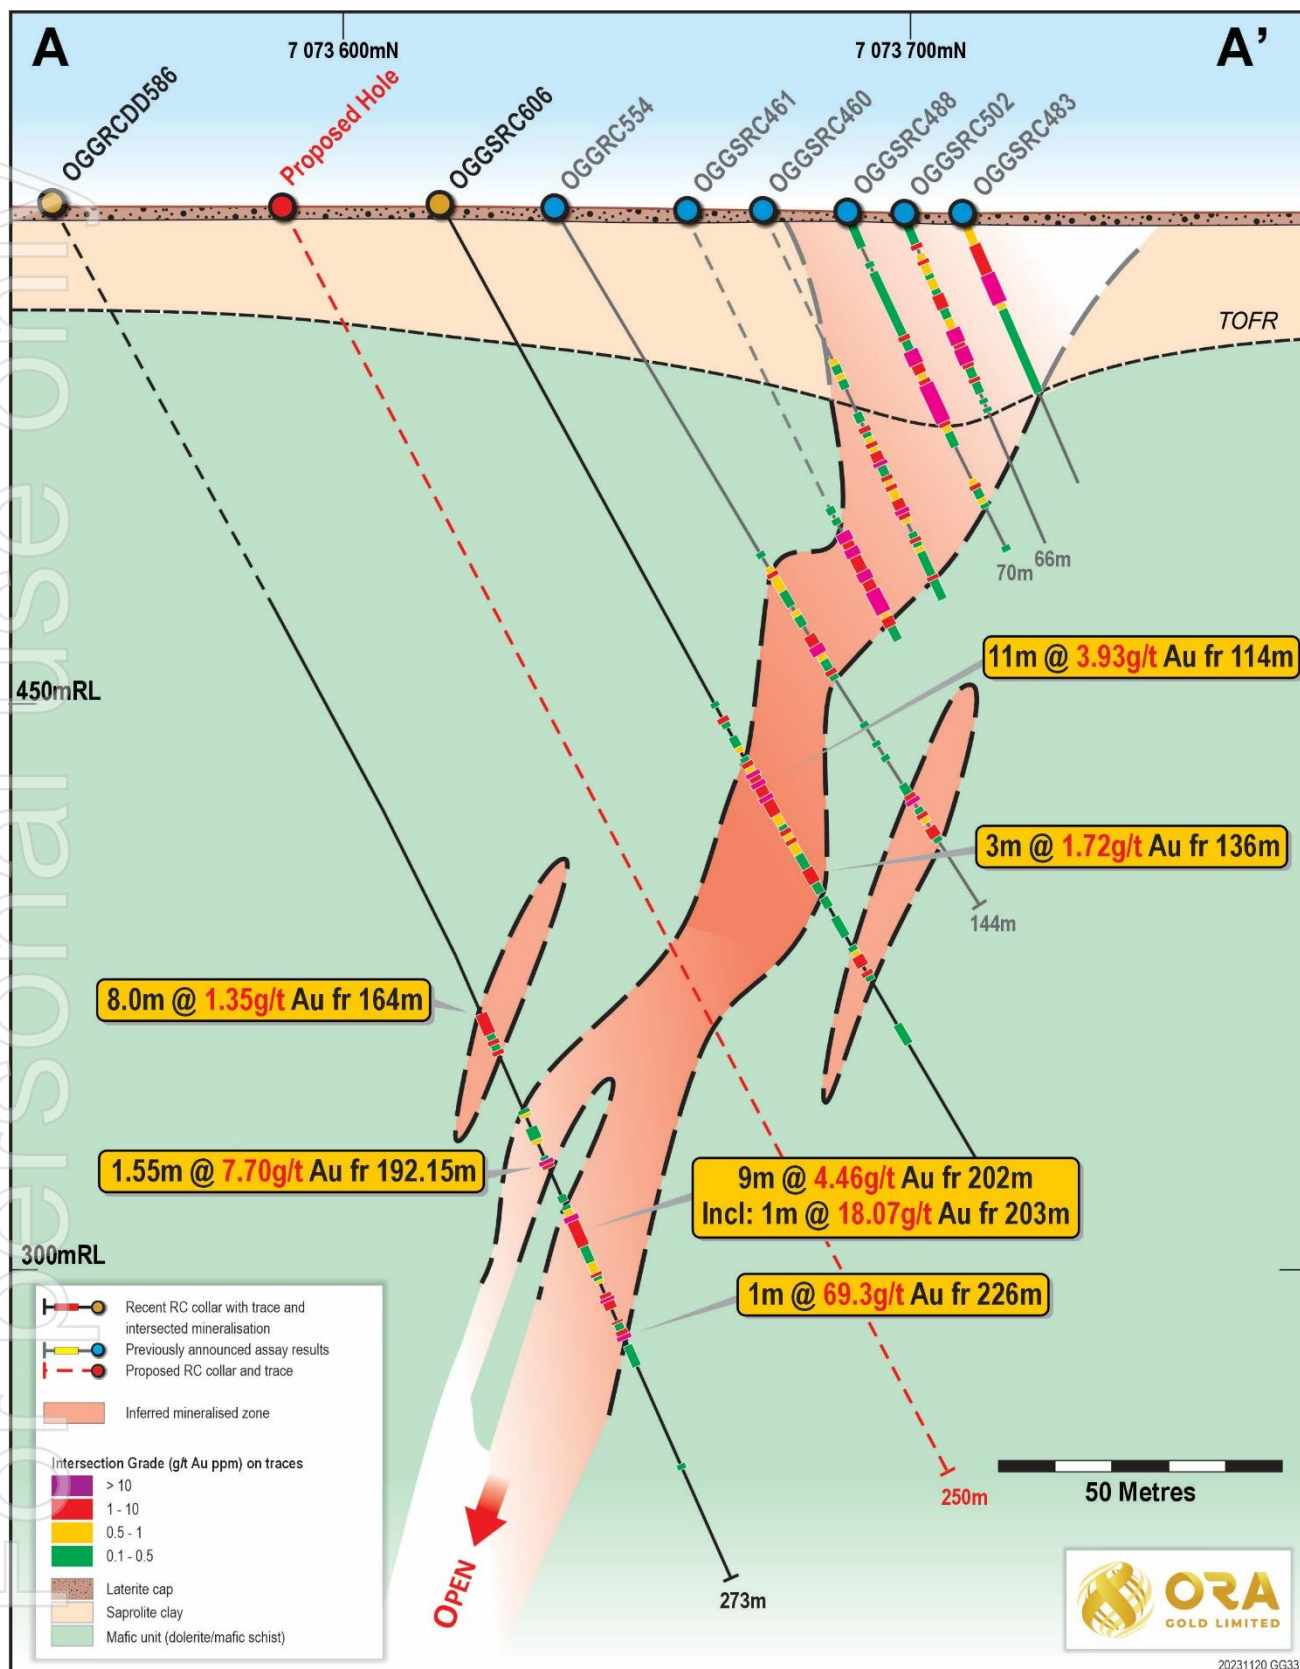 A
A’
7 073 600mN
7 073 700mN
OGGRCDD586
Proposed Hole
OGGSRC606
OGGRC554
OGGSRC461
OGGSRC460
OGGSRC488
OGGSRC502
OGGSRC483
TOFR
For personal use only
70m
66m
11m @ 3.93g/t Au fr 114m
450mRL
3m @ 1.72g/t Au fr 136m
144m
8.0m @ 1.35g/t Au fr 164m
1.55m @ 7.70g/t Au fr 192.15m
9m @ 4.46g/t Au fr 202m
Incl: 1m @ 18.07g/t Au fr 203m
300mRL
1m @ 69.3g/t Au fr 226m
Recent RC collar with trace and
intersected mineralisation
Previously announced assay results
Proposed RC collar and trace
Inferred mineralised zone
Intersection Grade (g/t Au ppm) on traces
> 10
1 - 10
0.5 - 1
0.1 - 0.5
Laterite cap
Saprolite clay
Mafic unit (dolerite/mafic schist)
OPEN
250m
50 Metres
273m
ORA
GOLD LIMITED